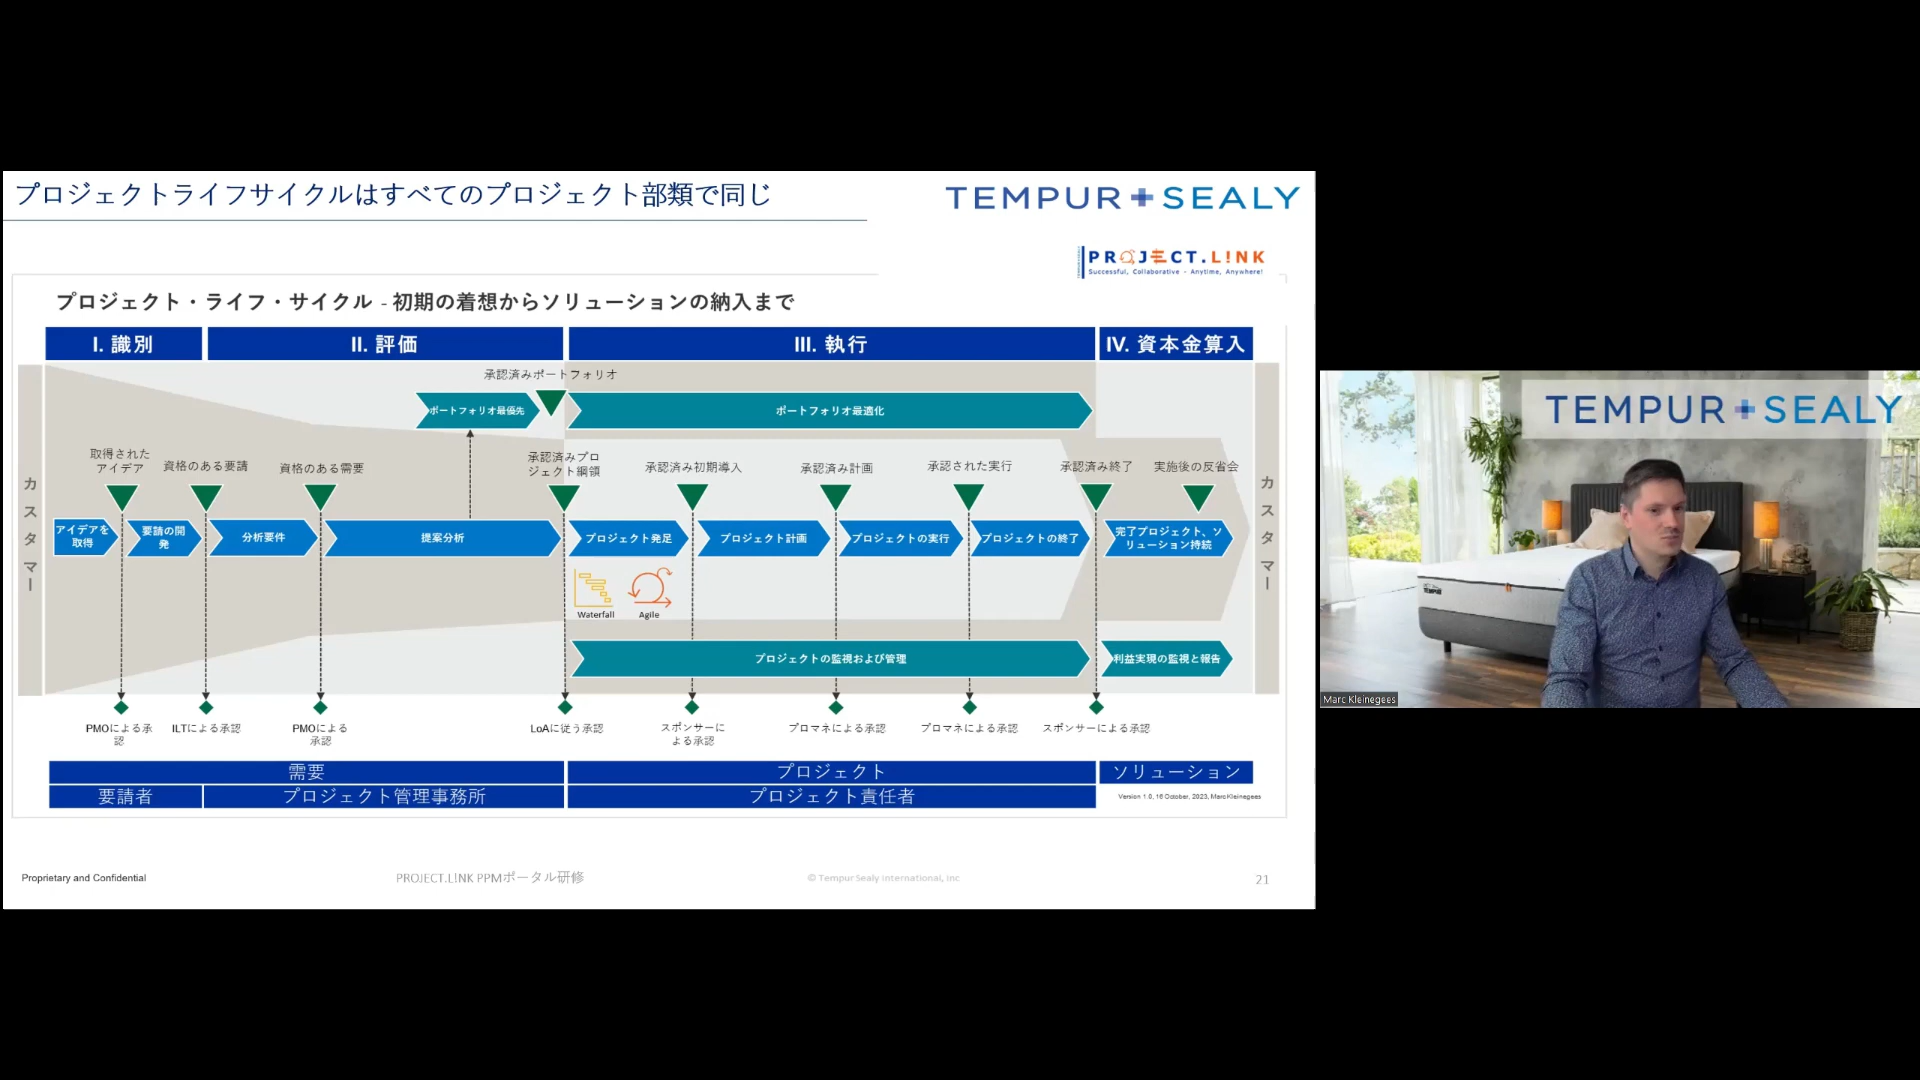 プロジェクトライフサイクルはすべてのプロジェクト部類で同じ
TEMPUR + SEALY
PROJECT.L!NK
Successful, Collaborative - Anytime, Anywhere!
プロジェクト・ライフ・サイクル - 初期の着想からソリューションの納入まで
I. 識別
II. 評価
III. 執行
IV. 資本金算入
承認済みポートフォリオ
ポートフォリオ最優先
ポートフォリオ最適化
カスタマー
取得された
アイデア
資格のある要請
資格のある需要
承認済みプロ
ジェクト綱領
承認済み初期導入
承認済み計画
承認された実行
承認済み終了
実施後の反省会
カスタマー
アイデアを
取得
要請の開
発
分析要件
提案分析
プロジェクト発足
プロジェクト計画
プロジェクトの実行
プロジェクトの終了
完了プロジェクト、ソ
リューション持続
Waterfall
Agile
プロジェクトの監視および管理
利益実現の監視と報告
PMOによる承
認
ILTによる承認
PMOによる
承認
LoAに従う承認
スポンサーに
よる承認
プロマネによる承認
プロマネによる承認
スポンサーによる承認
需要
プロジェクト
ソリューション
要請者
プロジェクト管理事務所
プロジェクト責任者
Version 1.0, 16 October, 2023, Marc Kleinegees
Proprietary and Confidential
PROJECT.L!NK PPMポータル研修
© Tempur Sealy International, Inc
21
TEMPUR + SEALY
TEMPUR
Marc Kleinegees